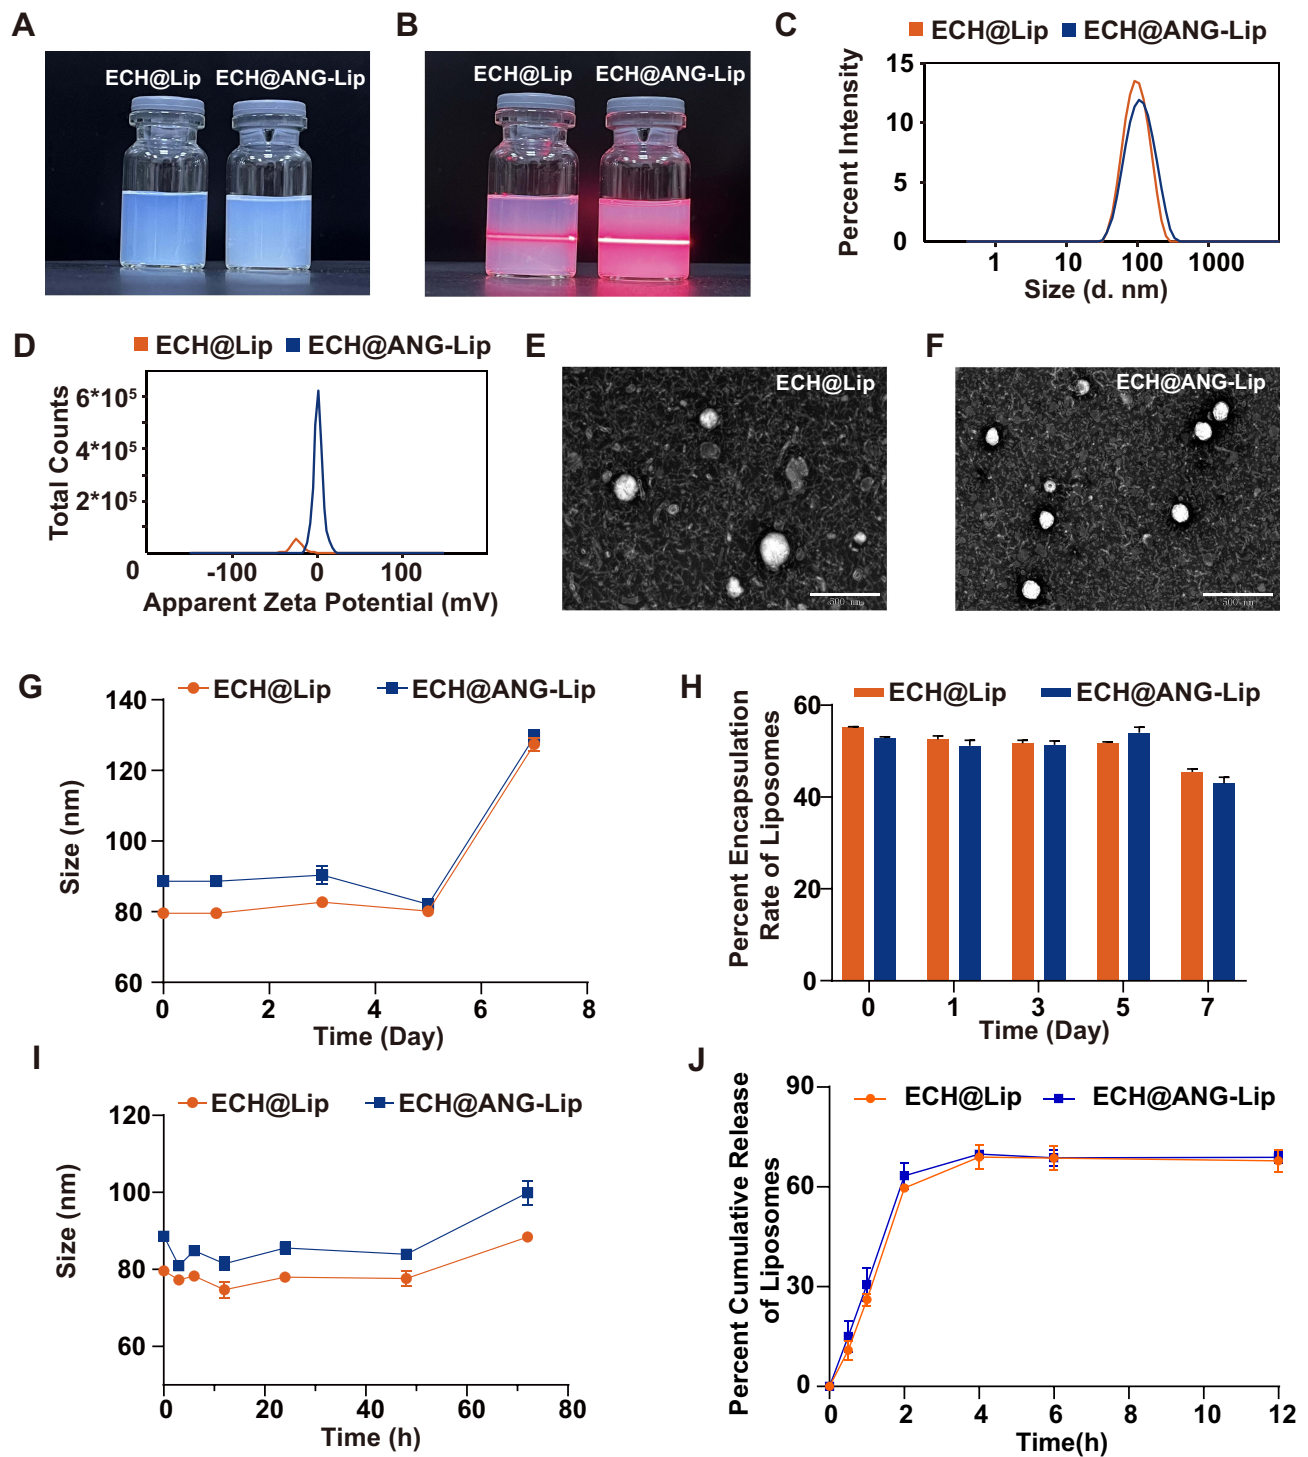 A
ECH@Lip
ECH@ANG-Lip
B
ECH@Lip
ECH@ANG-Lip
C
ECH@Lip ECH@ANG-Lip
Percent Intensity
15
10
5
0
1 10 100 1000
Size (d. nm)
D
ECH@Lip ECH@ANG-Lip
Total Counts
6*10⁵
4*10⁵
2*10⁵
0 -100 0 100
Apparent Zeta Potential (mV)
E
ECH@Lip
500 nm
F
ECH@ANG-Lip
500 nm
G
ECH@Lip ECH@ANG-Lip
Size (nm)
140
120
100
80
60
0 2 4 6 8
Time (Day)
H
ECH@Lip ECH@ANG-Lip
Percent Encapsulation
Rate of Liposomes
60
40
20
0
0 1 3 5 7
Time (Day)
I
ECH@Lip ECH@ANG-Lip
Size (nm)
120
100
80
60
0 20 40 60 80
Time (h)
J
ECH@Lip ECH@ANG-Lip
Percent Cumulative Release
of Liposomes
90
60
30
0
0 2 4 6 8 10 12
Time(h)